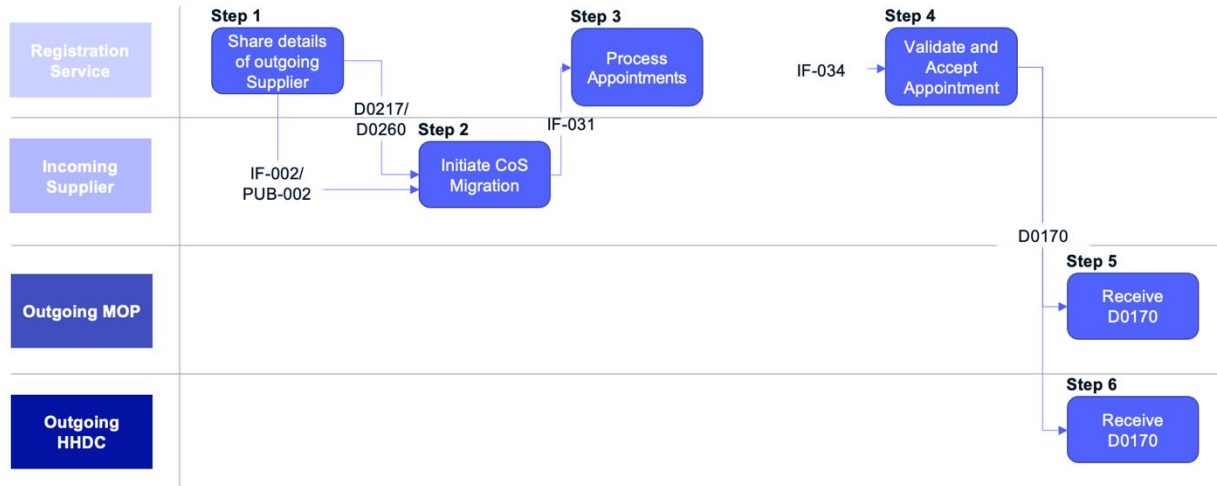 Step 1
Step 3
Step 4
Registration
Service
Share details
of outgoing
Supplier
Process
Appointments
IF-034
Validate and
Accept
Appointment
D0217/
D0260
Step 2
IF-031
Incoming
Supplier
IF-002/
PUB-002
Initiate CoS
Migration
D0170
Step 5
Outgoing MOP
Receive
D0170
Step 6
Outgoing
HHDC
Receive
D0170